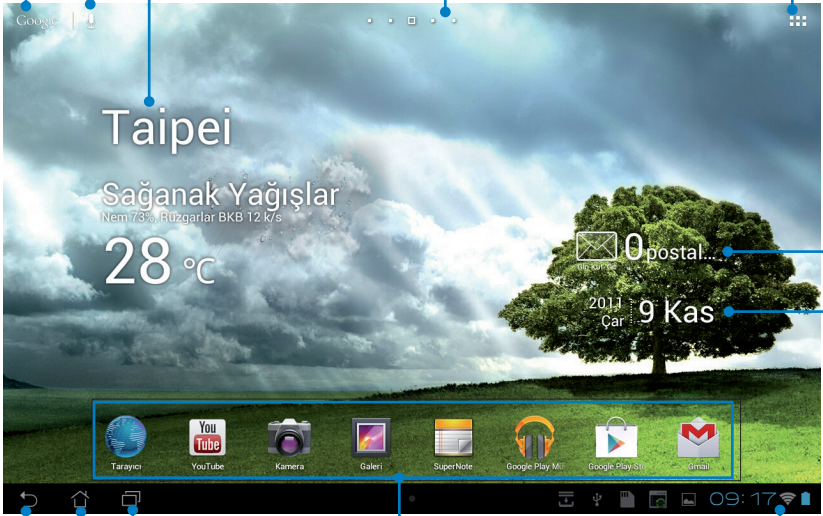 Google
Taipei
Sağanak Yağışlar
Nem 73%, Rüzgarlar BKB 12 k/s
28 °C
0 postal.....
2011
Çar
9 Kas
You
Tube
Tarayıcı
YouTube
Kamera
Galeri
SuperNote
Google Play Mü
Google Play Sto
Gmail
09:17